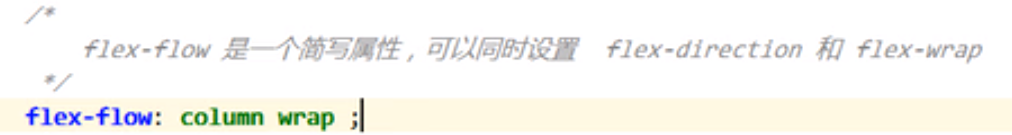 /*
flex-flow 是一个简写属性，可以同时设置 flex-direction 和 flex-wrap
*/
flex-flow: column wrap ;